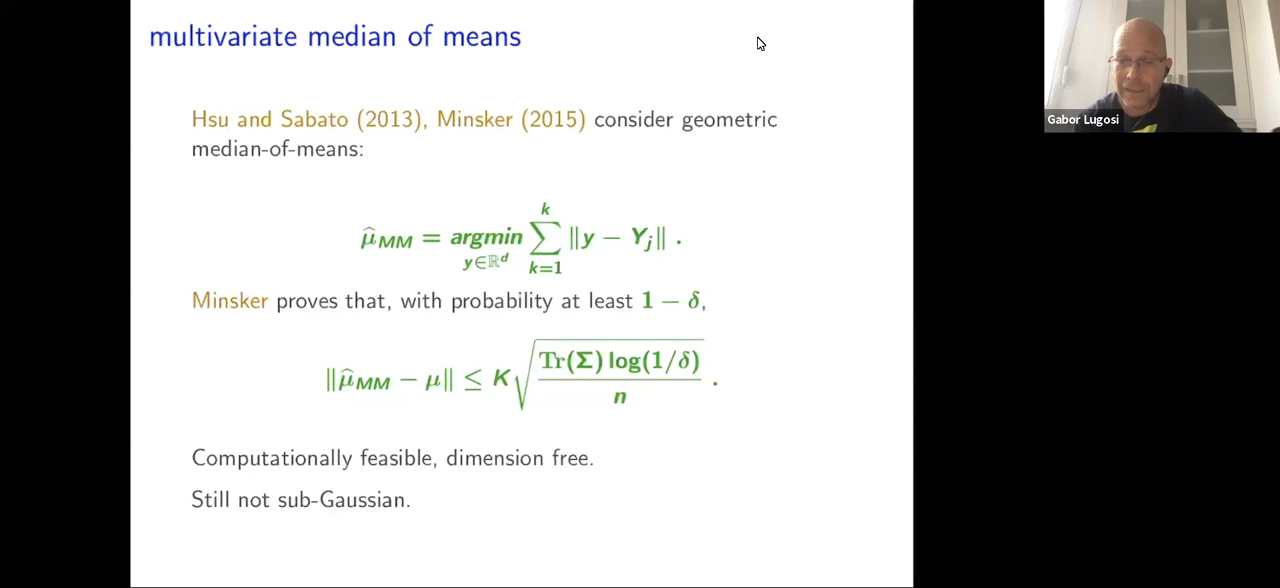 multivariate median of means
Gabor Lugosi
Hsu and Sabato (2013), Minsker (2015) consider geometric
median-of-means:
μ̂_MM = argmin_{y∈ℝ^d} ∑_{k=1}^{k} ‖y − Y_j‖ .
Minsker proves that, with probability at least 1 − δ,
‖μ̂_MM − μ‖ ≤ K √(Tr(Σ) log(1/δ) / n) .
Computationally feasible, dimension free.
Still not sub-Gaussian.